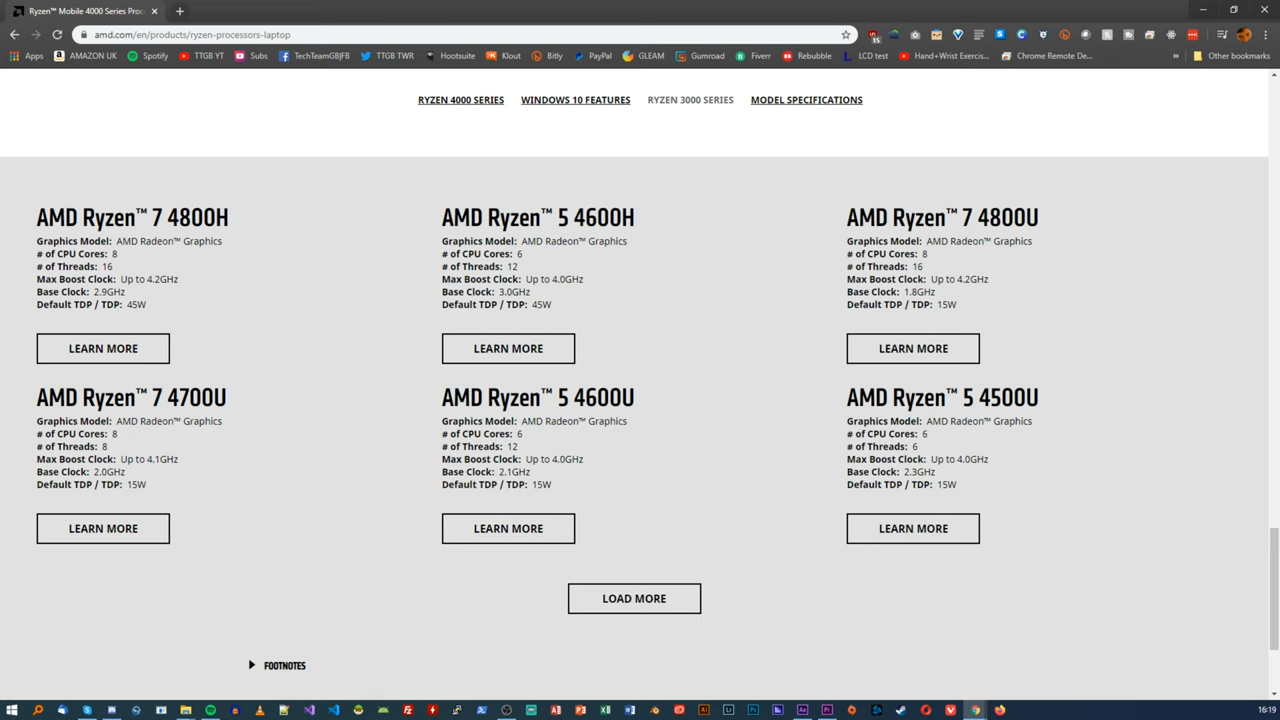 Ryzen™ Mobile 4000 Series Proc
amd.com/en/products/ryzen-processors-laptop
15
Apps AMAZON UK Spotify TTGB YT Subs TechTeamGBJFB TTGB TWR Hootsuite Klout Bitly PayPal GLEAM Gumroad Fiverr Rebubble LCD test Hand+Wrist Exercis... Chrome Remote De... » Other bookmarks
RYZEN 4000 SERIES WINDOWS 10 FEATURES RYZEN 3000 SERIES MODEL SPECIFICATIONS
AMD Ryzen™ 7 4800H
Graphics Model: AMD Radeon™ Graphics
# of CPU Cores: 8
# of Threads: 16
Max Boost Clock: Up to 4.2GHz
Base Clock: 2.9GHz
Default TDP / TDP: 45W
LEARN MORE
AMD Ryzen™ 5 4600H
Graphics Model: AMD Radeon™ Graphics
# of CPU Cores: 6
# of Threads: 12
Max Boost Clock: Up to 4.0GHz
Base Clock: 3.0GHz
Default TDP / TDP: 45W
LEARN MORE
AMD Ryzen™ 7 4800U
Graphics Model: AMD Radeon™ Graphics
# of CPU Cores: 8
# of Threads: 16
Max Boost Clock: Up to 4.2GHz
Base Clock: 1.8GHz
Default TDP / TDP: 15W
LEARN MORE
AMD Ryzen™ 7 4700U
Graphics Model: AMD Radeon™ Graphics
# of CPU Cores: 8
# of Threads: 8
Max Boost Clock: Up to 4.1GHz
Base Clock: 2.0GHz
Default TDP / TDP: 15W
LEARN MORE
AMD Ryzen™ 5 4600U
Graphics Model: AMD Radeon™ Graphics
# of CPU Cores: 6
# of Threads: 12
Max Boost Clock: Up to 4.0GHz
Base Clock: 2.1GHz
Default TDP / TDP: 15W
LEARN MORE
AMD Ryzen™ 5 4500U
Graphics Model: AMD Radeon™ Graphics
# of CPU Cores: 6
# of Threads: 6
Max Boost Clock: Up to 4.0GHz
Base Clock: 2.3GHz
Default TDP / TDP: 15W
LEARN MORE
LOAD MORE
FOOTNOTES
16:19